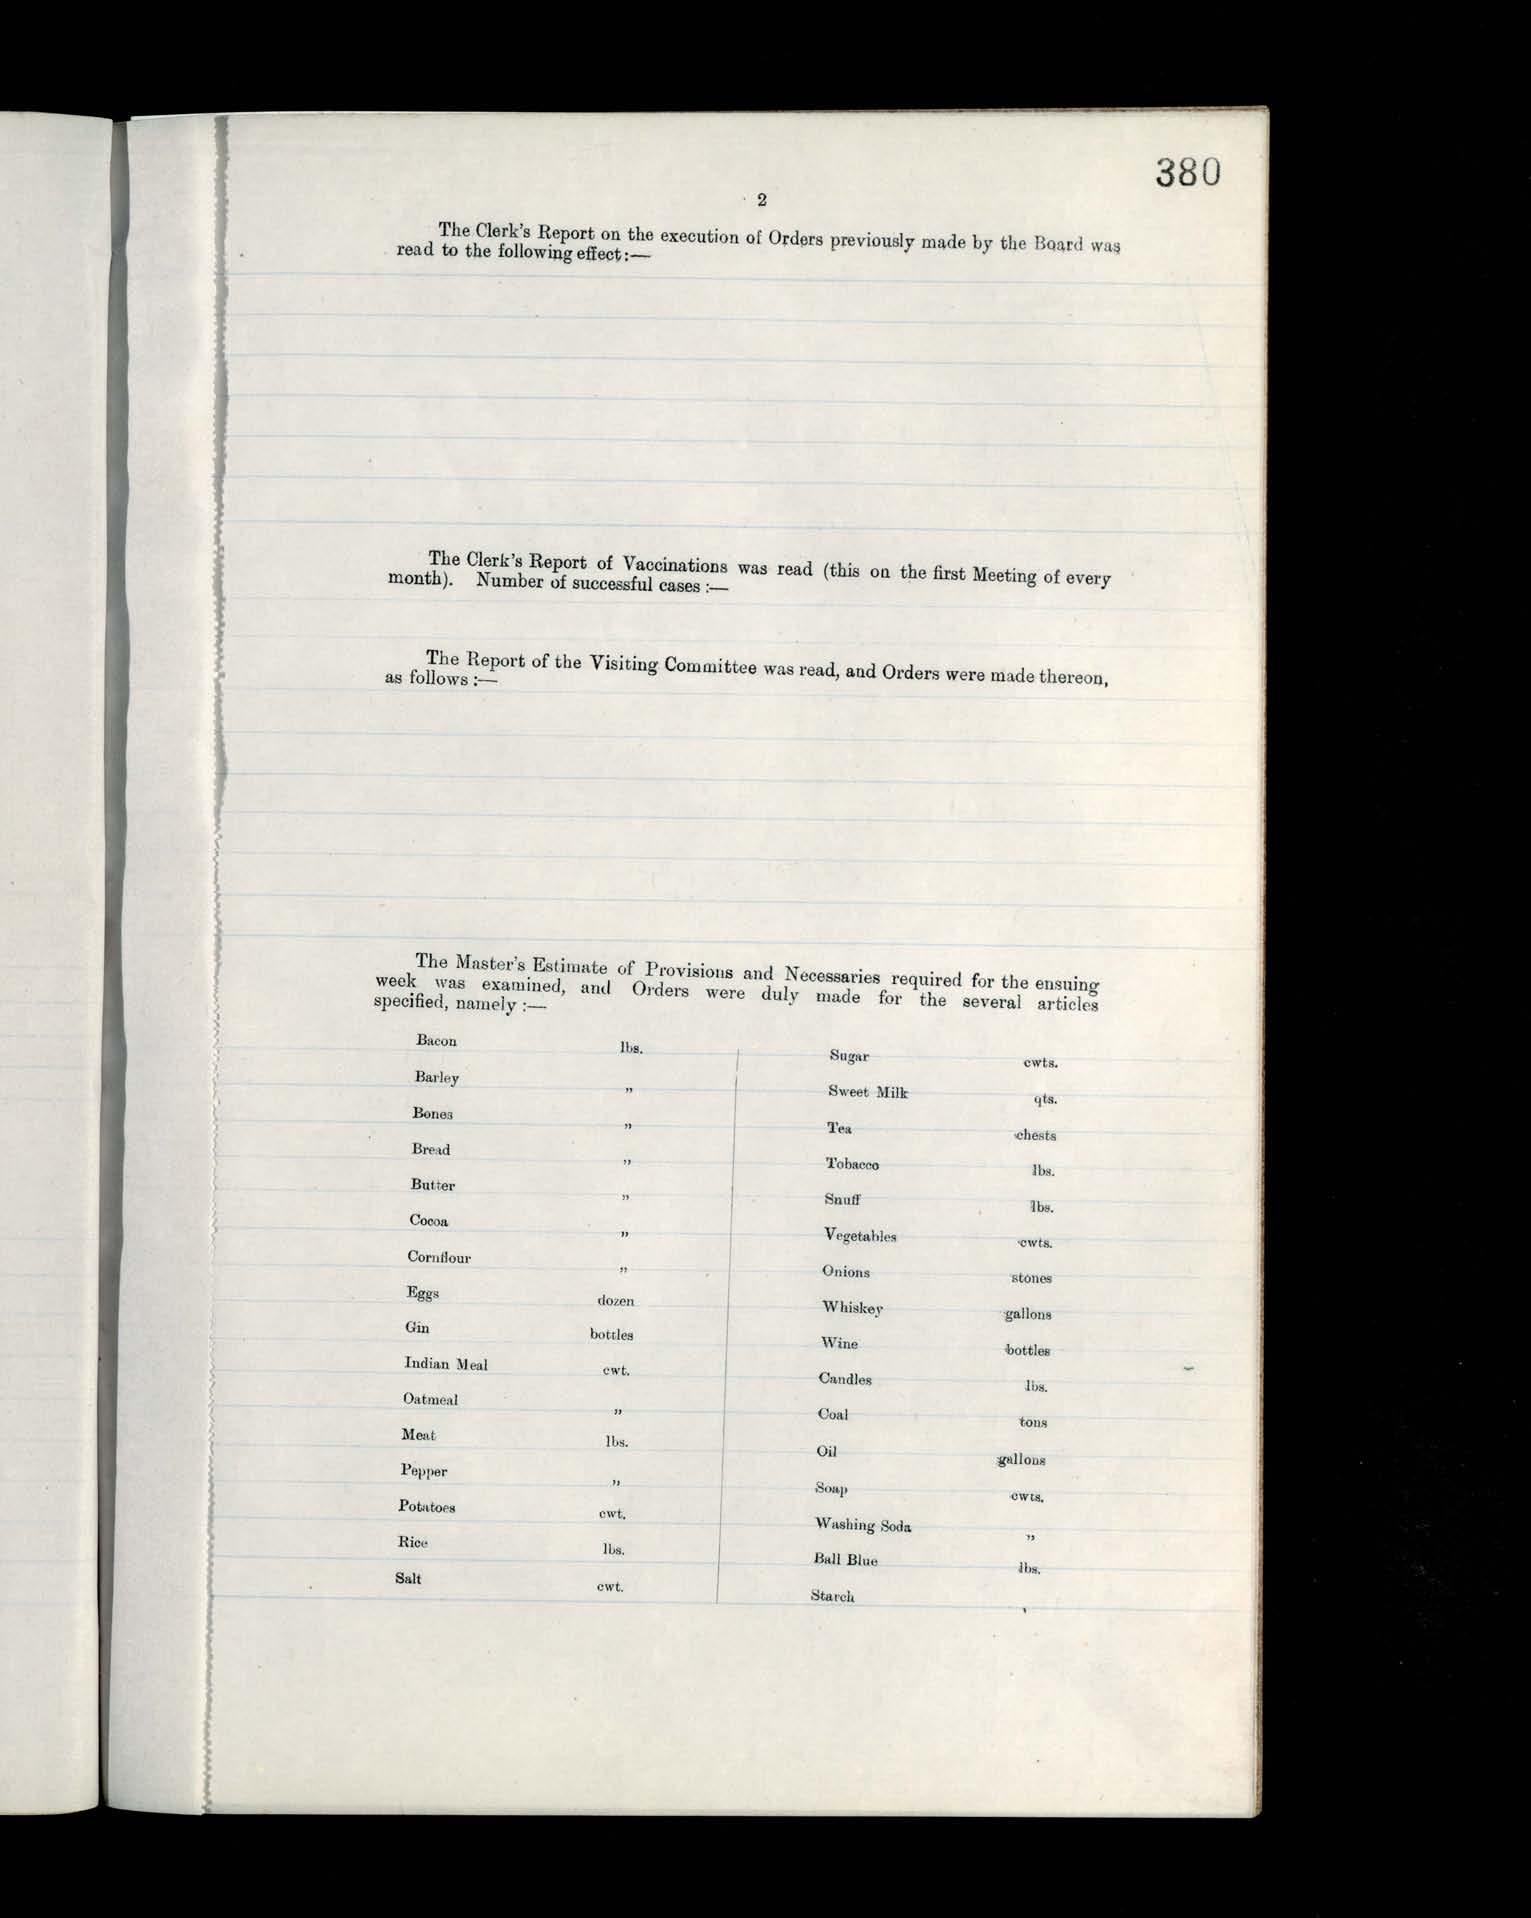 380
2
The Clerk's Report on the execution of Orders previously made by the Board was
read to the following effect:—
The Clerk's Report of Vaccinations was read (this on the first Meeting of every
month). Number of successful cases :—
The Report of the Visiting Committee was read, and Orders were made thereon,
as follows :—
The Master's Estimate of Provisions and Necessaries required for the ensuing
week was examined, and Orders were duly made for the several articles
specified, namely :—
Bacon lbs.
Barley ”
Bones ”
Bread ”
Butter ”
Cocoa ”
Cornflour ”
Eggs dozen
Gin bottles
Indian Meal cwt.
Oatmeal ”
Meat lbs.
Pepper ”
Potatoes cwt.
Rice lbs.
Salt cwt.
Sugar cwts.
Sweet Milk qts.
Tea chests
Tobacco lbs.
Snuff lbs.
Vegetables cwts.
Onions stones
Whiskey gallons
Wine bottles
Candles lbs.
Coal tons
Oil gallons
Soap cwts.
Washing Soda ”
Ball Blue lbs.
Starch ,